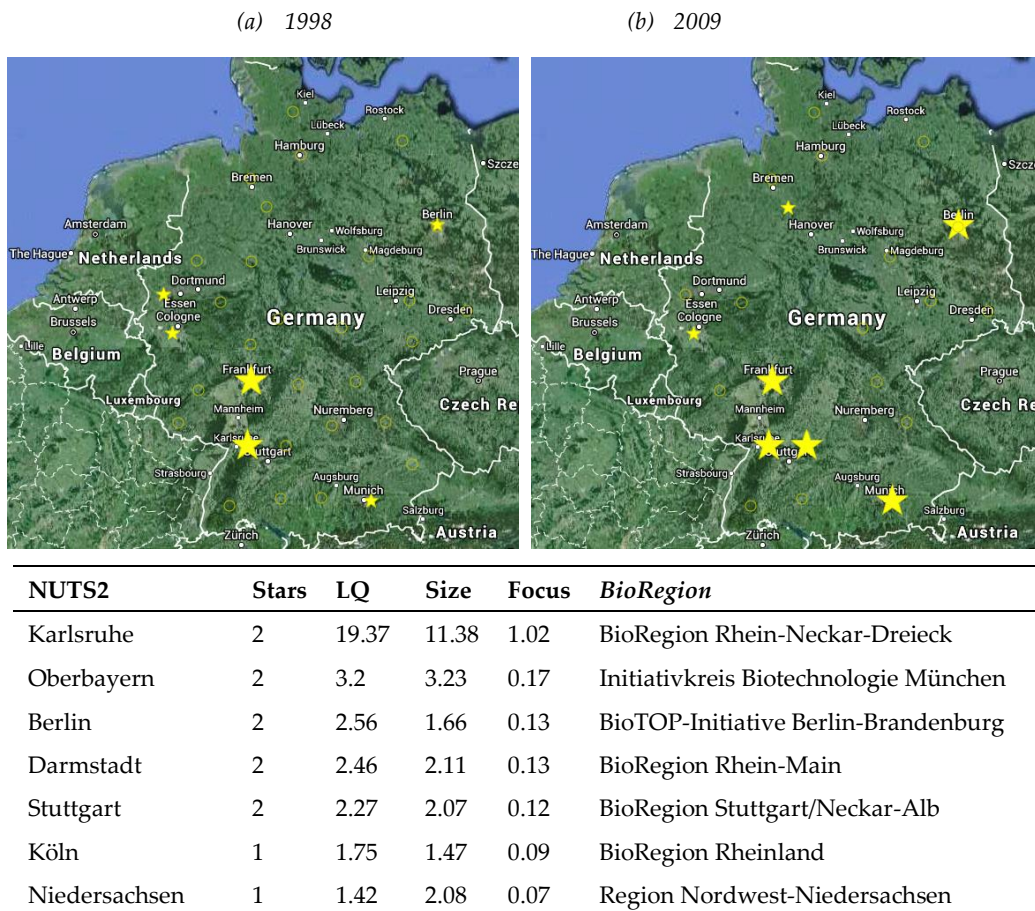 (a) 1998
(b) 2009
Kiel
Rostock
Lübeck
Hamburg
Szcze
Bremen
Amsterdam
Berlin
Hanover
Wolfsburg
The Hague
Netherlands
Brunswick
Magdeburg
Dortmund
Antwerp
Essen
Leipzig
Brussels
Cologne
Germany
Dresden
Lille
Belgium
Frankfurt
Prague
Luxembourg
Mannheim
Nuremberg
Czech Re
Karlsruhe
Stuttgart
Strasbourg
Augsburg
Munich
Salzburg
Zürich
Austria
Kiel
Rostock
Lübeck
Hamburg
Szcze
Bremen
Amsterdam
Berlin
Hanover
Wolfsburg
The Hague
Netherlands
Brunswick
Magdeburg
Dortmund
Antwerp
Essen
Leipzig
Brussels
Cologne
Germany
Dresden
Lille
Belgium
Frankfurt
Prague
Luxembourg
Mannheim
Nuremberg
Czech Re
Karlsruhe
Strasbourg
Augsburg
Munich
Salzburg
Zürich
Austria
NUTS2 Stars LQ Size Focus BioRegion
Karlsruhe 2 19.37 11.38 1.02 BioRegion Rhein-Neckar-Dreieck
Oberbayern 2 3.2 3.23 0.17 Initiativkreis Biotechnologie München
Berlin 2 2.56 1.66 0.13 BioTOP-Initiative Berlin-Brandenburg
Darmstadt 2 2.46 2.11 0.13 BioRegion Rhein-Main
Stuttgart 2 2.27 2.07 0.12 BioRegion Stuttgart/Neckar-Alb
Köln 1 1.75 1.47 0.09 BioRegion Rheinland
Niedersachsen 1 1.42 2.08 0.07 Region Nordwest-Niedersachsen